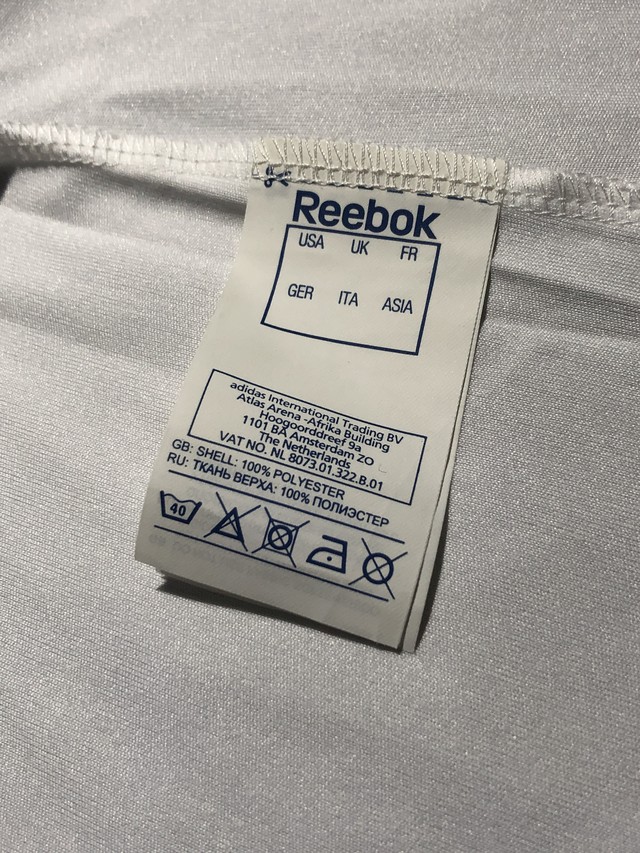 Reebok
USA UK FR
GER ITA ASIA
adidas International Trading BV
Atlas Arena -Afrika Building
Hoogoorddreef 9a
1101 BA Amsterdam ZO
The Netherlands
VAT NO. NL 8073.01.322.B.01
GB: SHELL: 100% POLYESTER
RU: ТКАНЬ ВЕРХА: 100% ПОЛИЭСТЕР
40